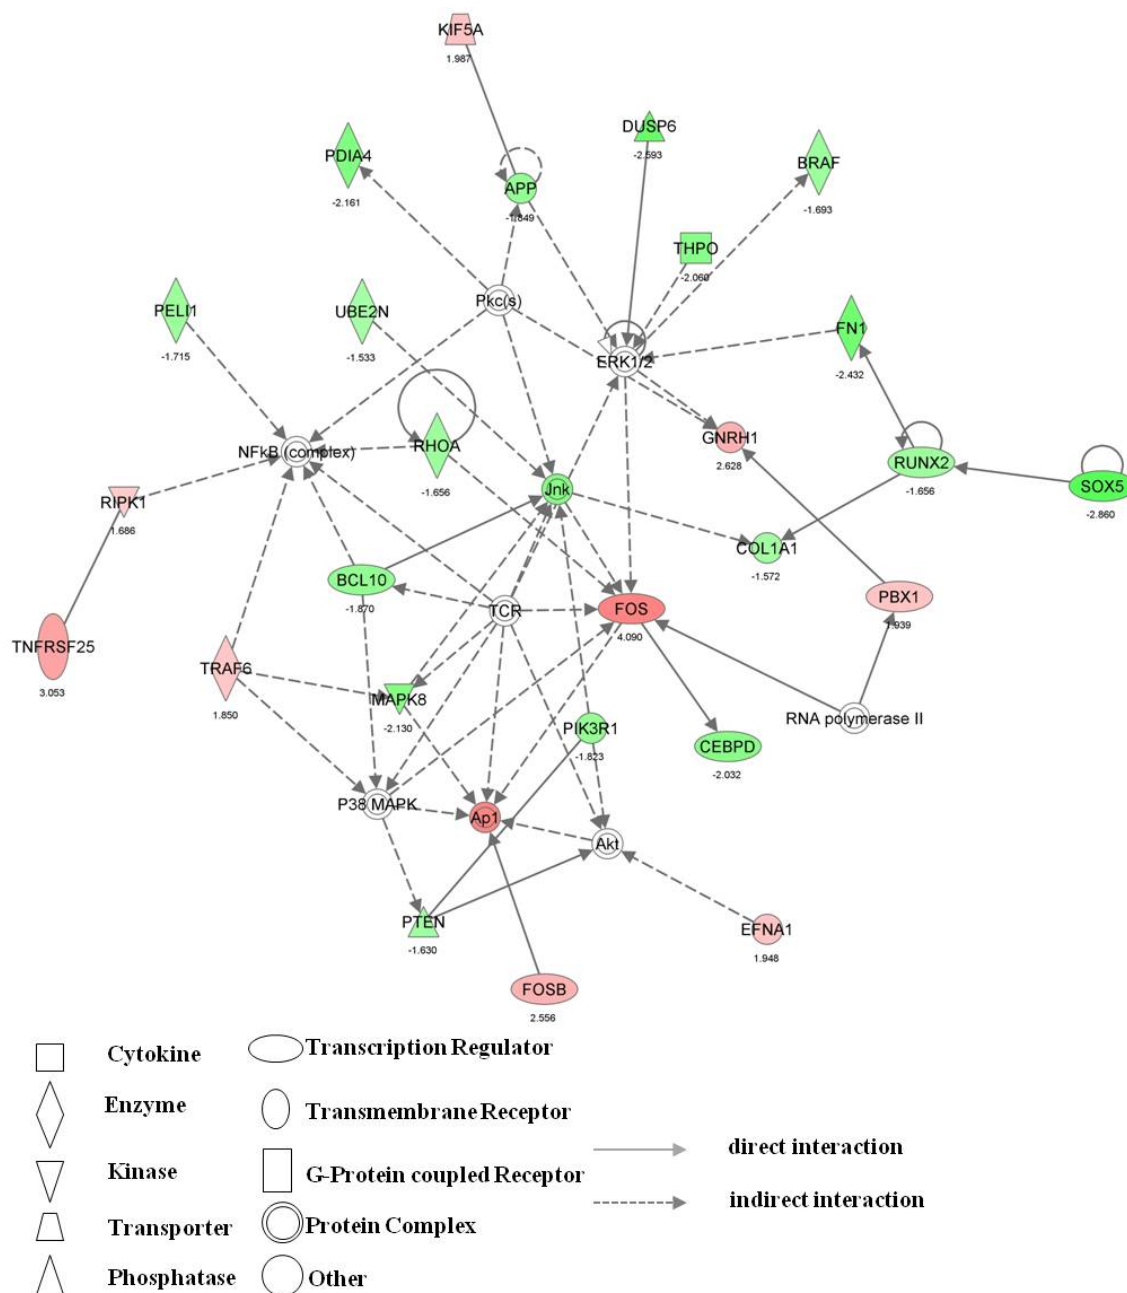 KIF5A
1.987
DUSP6
-2.593
PDIA4
-2.161
BRAF
-1.693
APP
-1.849
THPO
-2.060
Pkc(s)
PELI1
-1.715
UBE2N
-1.533
FN1
-2.432
ERK1/2
GNRH1
2.628
NFkB (complex)
RHOA
-1.656
RUNX2
-1.656
SOX5
-2.860
Jnk
RIPK1
1.686
COL1A1
-1.572
BCL10
-1.870
TCR
FOS
4.090
PBX1
1.939
TNFRSF25
3.053
TRAF6
1.850
MAPK8
-2.130
PIK3R1
-1.823
RNA polymerase II
CEBPD
-2.032
P38 MAPK
Ap1
Akt
PTEN
-1.630
EFNA1
1.948
FOSB
2.556
Cytokine
Transcription Regulator
Enzyme
Transmembrane Receptor
direct interaction
Kinase
G-Protein coupled Receptor
indirect interaction
Transporter
Protein Complex
Phosphatase
Other